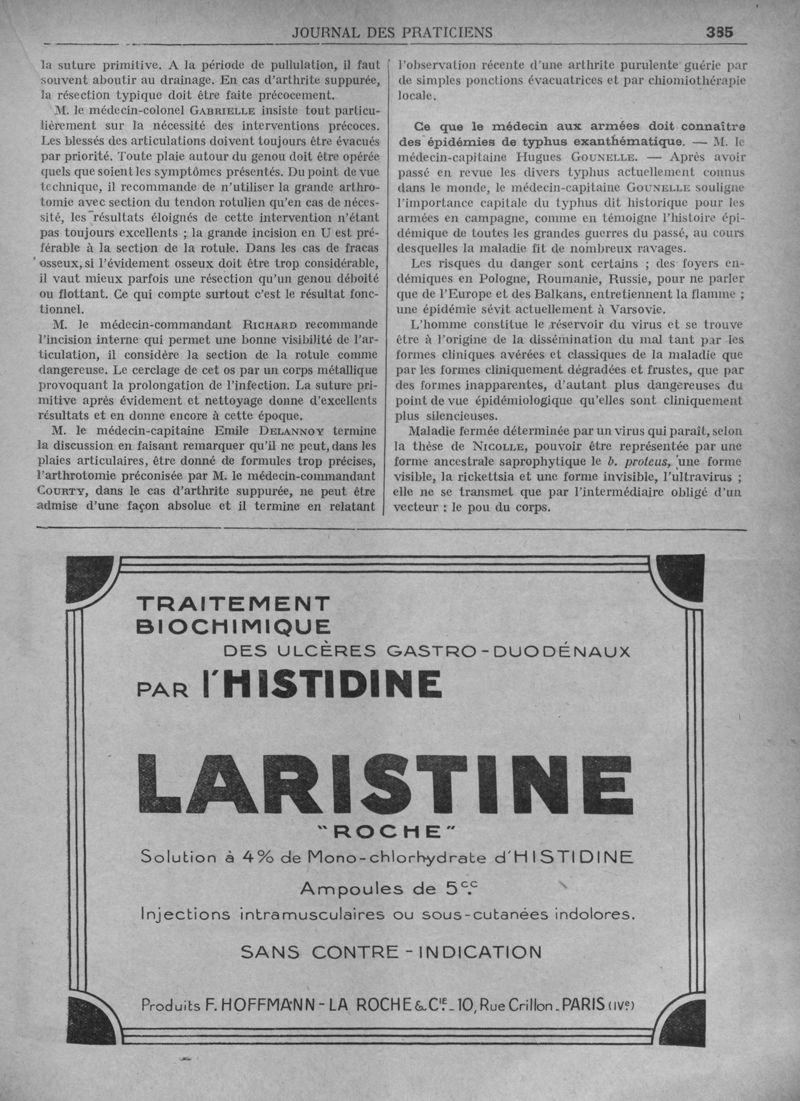 JOURNAL DES PRATICIENS 385
la suture primitive. A la période de pullulation, il faut
souvent aboutir au drainage. En cas d'arthrite suppurée,
la résection typique doit être faite précocement.
M. le médecin-colonel GABRIELLE insiste tout particu-
lièrement sur la nécessité des interventions précoces.
Les blessés des articulations doivent toujours être évacués
par priorité. Toute plaie autour du genou doit être opérée
quels que soient les symptômes présentés. Du point de vue
technique, il recommande de n'utiliser la grande arthro-
tomie avec section du tendon rotulien qu'en cas de néces-
sité, les résultats éloignés de cette intervention n'étant
pas toujours excellents ; la grande incision en U est pré-
férable à la section de la rotule. Dans les cas de fracas
osseux, si l'évidement osseux doit être trop considérable,
il vaut mieux parfois une résection qu'un genou déboîté
ou flottant. Ce qui compte surtout c'est le résultat fonc-
tionnel.
M. le médecin-commandant RICHARD recommande
l'incision interne qui permet une bonne visibilité de l'ar-
ticulation, il considère la section de la rotule comme
dangereuse. Le cerclage de cet os par un corps métallique
provoquant la prolongation de l'infection. La suture pri-
mitive après évidement et nettoyage donne d'excellents
résultats et en donne encore à cette époque.
M. le médecin-capitaine Emile DELANNOY termine
la discussion en faisant remarquer qu'il ne peut, dans les
plaies articulaires, être donné de formules trop précises,
l'arthrotomie préconisée par M. le médecin-commandant
COURTY, dans le cas d'arthrite suppurée, ne peut être
admise d'une façon absolue et il termine en relatant
l'observation récente d'une arthrite purulente guérie par
de simples ponctions évacuatrices et par chiomiothérapie
locale.
Ce que le médecin aux armées doit connaître
des épidémies de typhus exanthématique. — M. le
médecin-capitaine Hugues GOUNELLE. — Après avoir
passé en revue les divers typhus actuellement connus
dans le monde, le médecin-capitaine GOUNELLE souligne
l'importance capitale du typhus dit historique pour les
armées en campagne, comme en témoigne l'histoire épi-
démique de toutes les grandes guerres du passé, au cours
desquelles la maladie fit de nombreux ravages.
Les risques du danger sont certains ; des foyers en-
démiques en Pologne, Roumanie, Russie, pour ne parler
que de l'Europe et des Balkans, entretiennent la flamme ;
une épidémie sévit actuellement à Varsovie.
L'homme constitue le réservoir du virus et se trouve
être à l'origine de la dissémination du mal tant par les
formes cliniques avérées et classiques de la maladie que
par les formes cliniquement dégradées et frustes, que par
des formes inapparentes, d'autant plus dangereuses du
point de vue épidémiologique qu'elles sont cliniquement
plus silencieuses.
Maladie fermée déterminée par un virus qui paraît, selon
la thèse de NICOLLE, pouvoir être représentée par une
forme ancestrale saprophytique le b. proteus, une forme
visible, la rickettsia et une forme invisible, l'ultravirus ;
elle ne se transmet que par l'intermédiaire obligé d'un
vecteur : le pou du corps.
TRAITEMENT
BIOCHIMIQUE
DES ULCÈRES GASTRO-DUODÉNAUX
PAR l'HISTIDINE
LARISTINE
"ROCHE"
Solution à 4% de Mono-chlorhydrate d'HISTIDINE
Ampoules de 5cc.
Injections intramusculaires ou sous-cutanées indolores.
SANS CONTRE-INDICATION
Produits F. HOFFMANN-LA ROCHE & Cie. 10, Rue Crillon. PARIS (IVe)